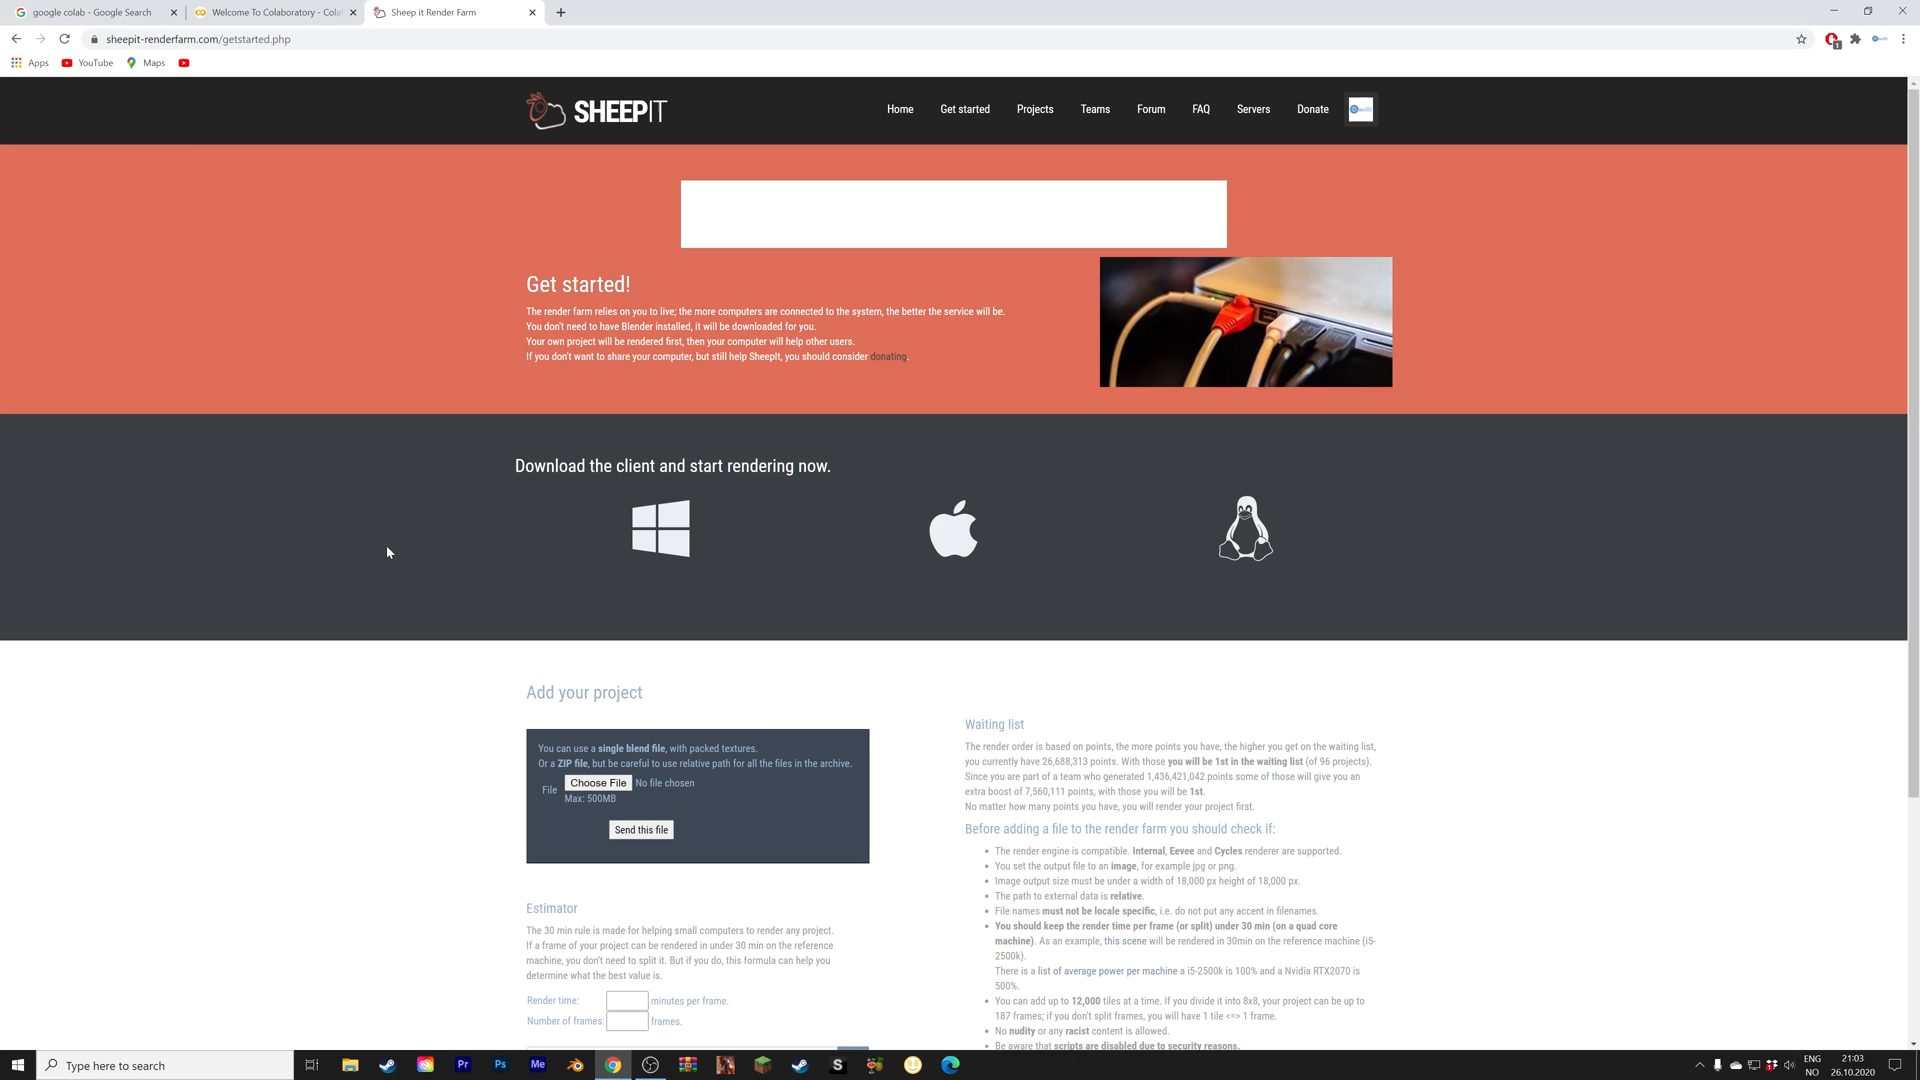 google colab - Google Search
Welcome To Colaboratory - Cola
Sheep it Render Farm
sheepit-renderfarm.com/getstarted.php
1
Apps
YouTube
Maps
SHEEPIT
Home
Get started
Projects
Teams
Forum
FAQ
Servers
Donate
Get started!
The render farm relies on you to live; the more computers are connected to the system, the better the service will be.
You don't need to have Blender installed, it will be downloaded for you.
Your own project will be rendered first, then your computer will help other users.
If you don't want to share your computer, but still help SheepIt, you should consider donating.
Download the client and start rendering now.
Add your project
You can use a single blend file, with packed textures.
Or a ZIP file, but be careful to use relative path for all the files in the archive.
File
Choose File No file chosen
Max: 500MB
Send this file
Estimator
The 30 min rule is made for helping small computers to render any project.
If a frame of your project can be rendered in under 30 min on the reference
machine, you don't need to split it. But if you do, this formula can help you
determine what the best value is.
Render time: minutes per frame.
Number of frames: frames.
Waiting list
The render order is based on points, the more points you have, the higher you get on the waiting list,
you currently have 26,688,313 points. With those you will be 1st in the waiting list (of 96 projects).
Since you are part of a team who generated 1,436,421,042 points some of those will give you an
extra boost of 7,560,111 points, with those you will be 1st.
No matter how many points you have, you will render your project first.
Before adding a file to the render farm you should check if:
The render engine is compatible. Internal, Eevee and Cycles renderer are supported.
You set the output file to an image, for example jpg or png.
Image output size must be under a width of 18,000 px height of 18,000 px.
The path to external data is relative.
File names must not be locale specific, i.e. do not put any accent in filenames.
You should keep the render time per frame (or split) under 30 min (on a quad core
machine). As an example, this scene will be rendered in 30min on the reference machine (i5-
2500k).
There is a list of average power per machine a i5-2500k is 100% and a Nvidia RTX2070 is
500%.
You can add up to 12,000 tiles at a time. If you divide it into 8x8, your project can be up to
187 frames; if you don't split frames, you will have 1 tile <=> 1 frame.
No nudity or any racist content is allowed.
Be aware that scripts are disabled due to security reasons.
Type here to search
Pr
Ps
Me
S
ENG
NO
21:03
26.10.2020